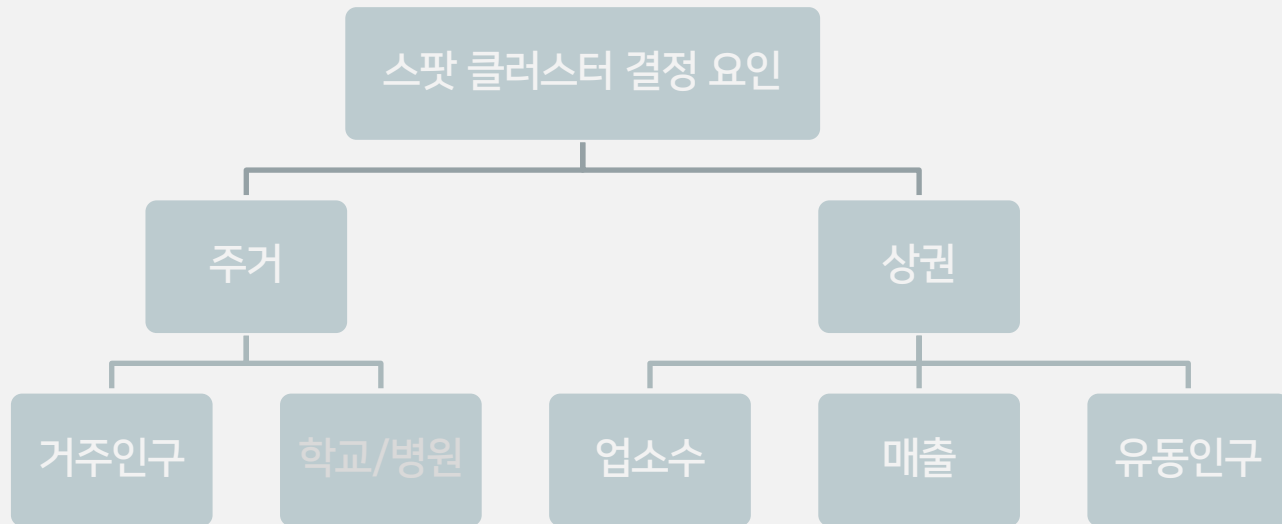 스팟 클러스터 결정 요인
주거
상권
거주인구
학교/병원
업소수
매출
유동인구